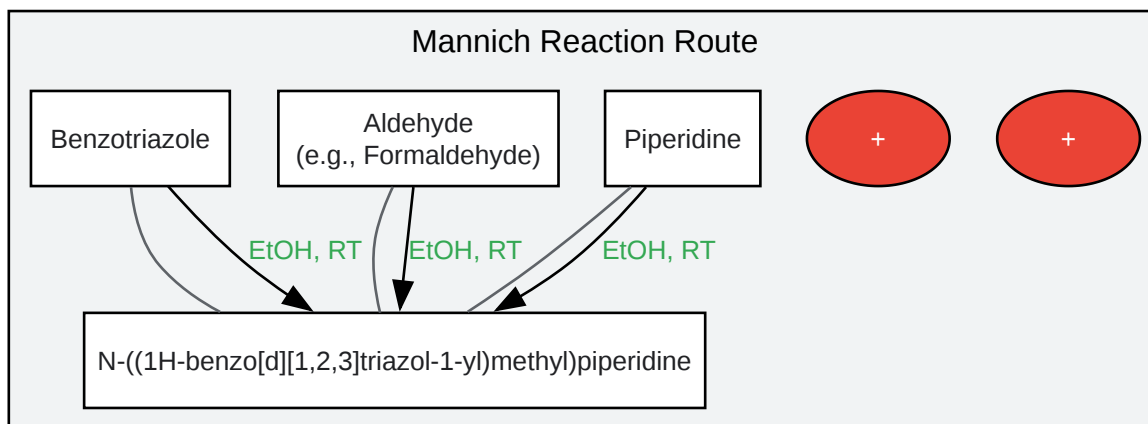 Mannich Reaction Route
Benzotriazole
Aldehyde
(e.g., Formaldehyde)
Piperidine
+
+
EtOH, RT
EtOH, RT
EtOH, RT
N-((1H-benzo[d][1,2,3]triazol-1-yl)methyl)piperidine